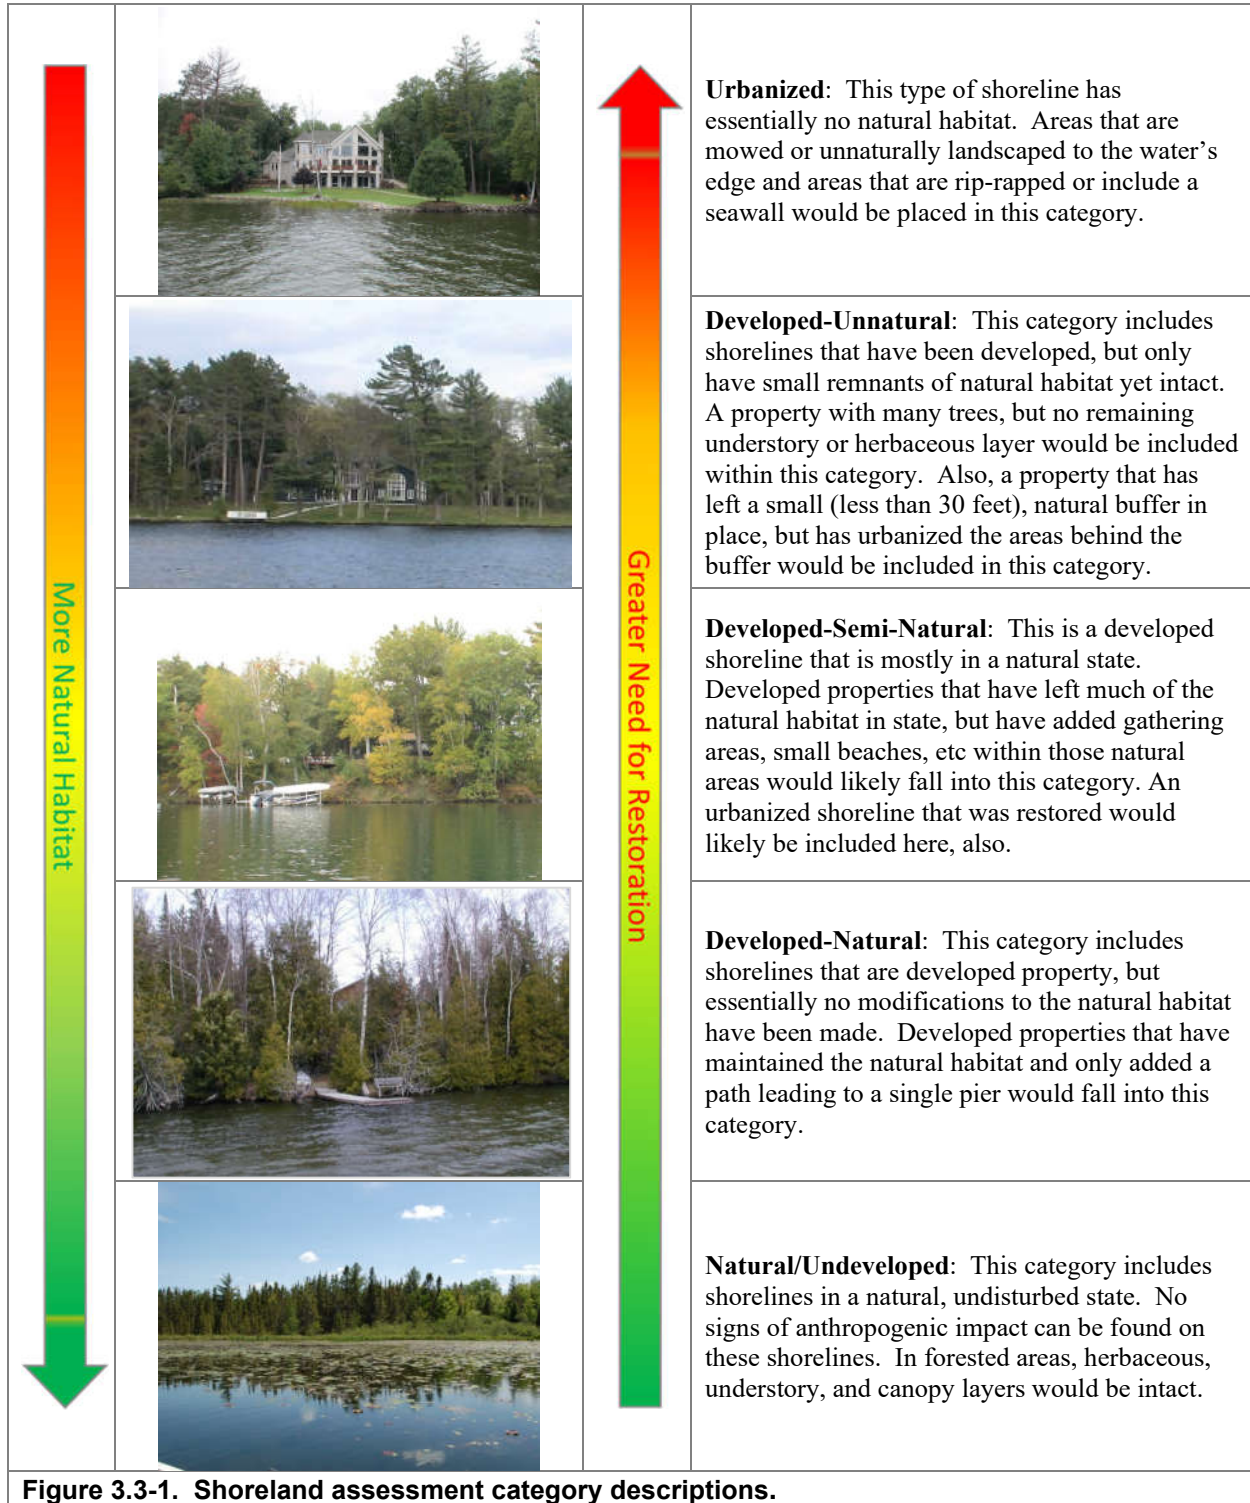 More Natural Habitat
Greater Need for Restoration
Urbanized: This type of shoreline has
essentially no natural habitat. Areas that are
mowed or unnaturally landscaped to the water's
edge and areas that are rip-rapped or include a
seawall would be placed in this category.
Developed-Unnatural: This category includes
shorelines that have been developed, but only
have small remnants of natural habitat yet intact.
A property with many trees, but no remaining
understory or herbaceous layer would be included
within this category. Also, a property that has
left a small (less than 30 feet), natural buffer in
place, but has urbanized the areas behind the
buffer would be included in this category.
Developed-Semi-Natural: This is a developed
shoreline that is mostly in a natural state.
Developed properties that have left much of the
natural habitat in state, but have added gathering
areas, small beaches, etc within those natural
areas would likely fall into this category. An
urbanized shoreline that was restored would
likely be included here, also.
Developed-Natural: This category includes
shorelines that are developed property, but
essentially no modifications to the natural habitat
have been made. Developed properties that have
maintained the natural habitat and only added a
path leading to a single pier would fall into this
category.
Natural/Undeveloped: This category includes
shorelines in a natural, undisturbed state. No
signs of anthropogenic impact can be found on
these shorelines. In forested areas, herbaceous,
understory, and canopy layers would be intact.
Figure 3.3-1. Shoreland assessment category descriptions.